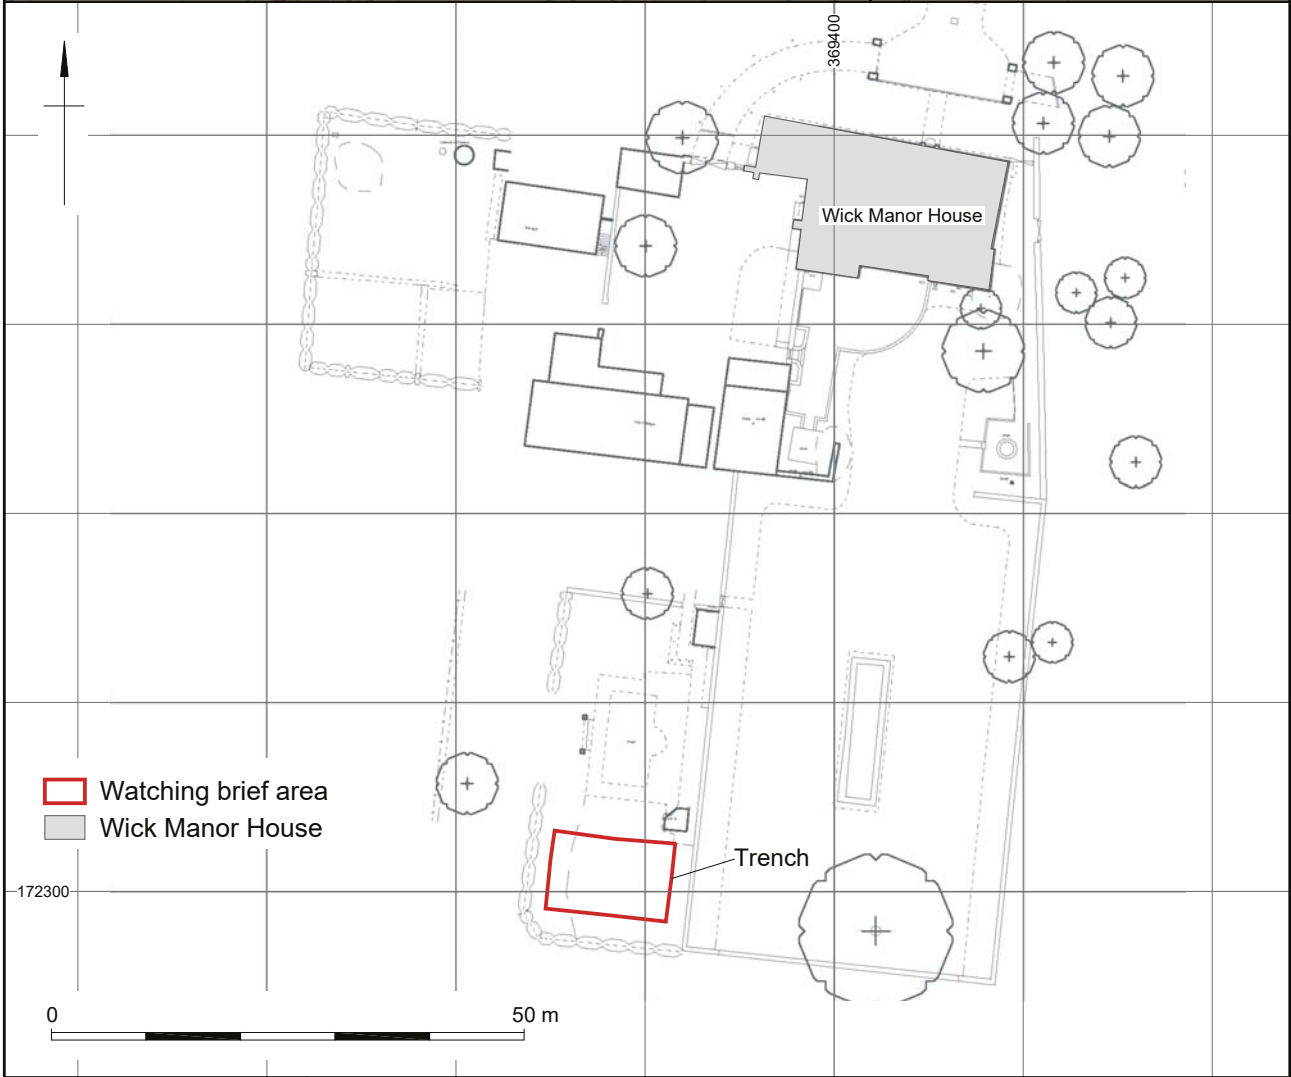 369400
Wick Manor House
Watching brief area
Wick Manor House
Trench
172300
0
50 m